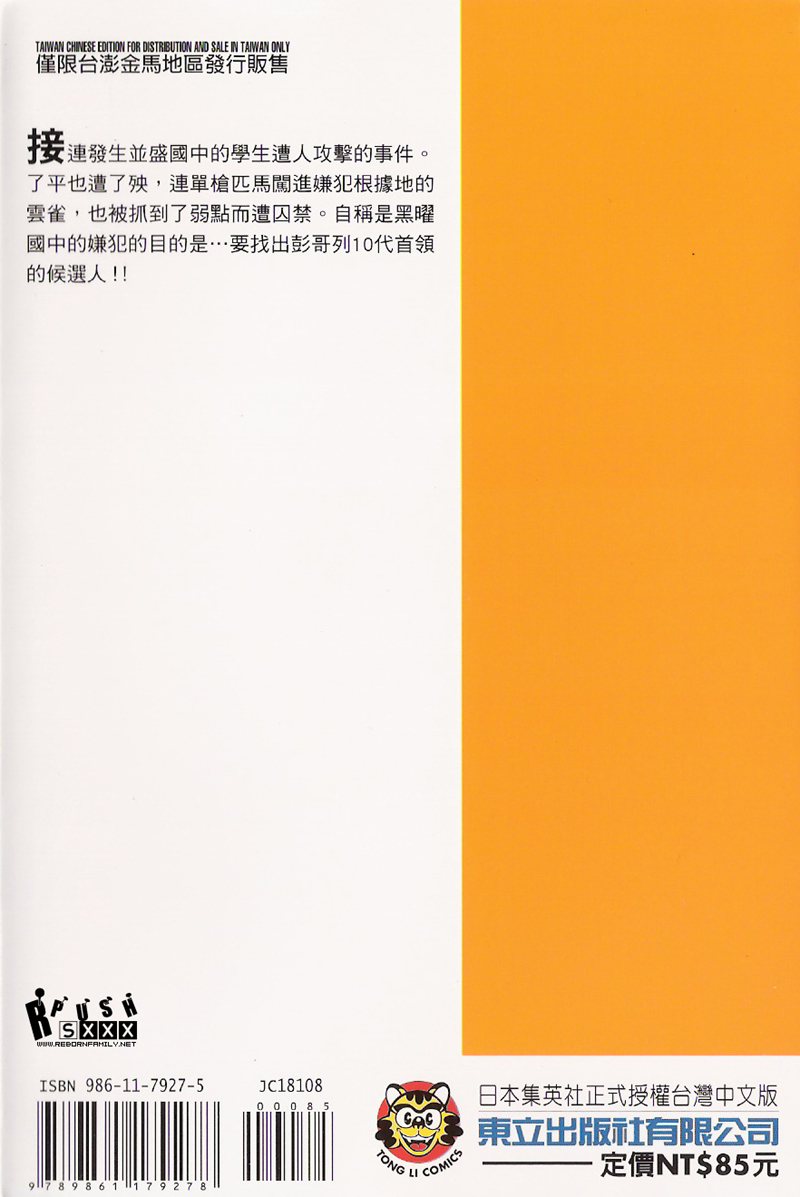 TAIWAN CHINESE EDITION FOR DISTRIBUTION AND SALE IN TAIWAN ONLY
僅限台澎金馬地區發行販售
接連發生並盛國中的學生遭人攻擊的事件。
了平也遭了殃，連單槍匹馬闖進嫌犯根據地的
雲雀，也被抓到了弱點而遭囚禁。自稱是黑曜
國中的嫌犯的目的是…要找出彭哥列10代首領
的候選人!!
RPUSH
SXXX
WWW.REBORNFAMILY.NET
ISBN 986-11-7927-5
9789861179278
JC18108
00085
TONG LI COMICS
日本集英社正式授權台灣中文版
東立出版社有限公司
定價NT$85元